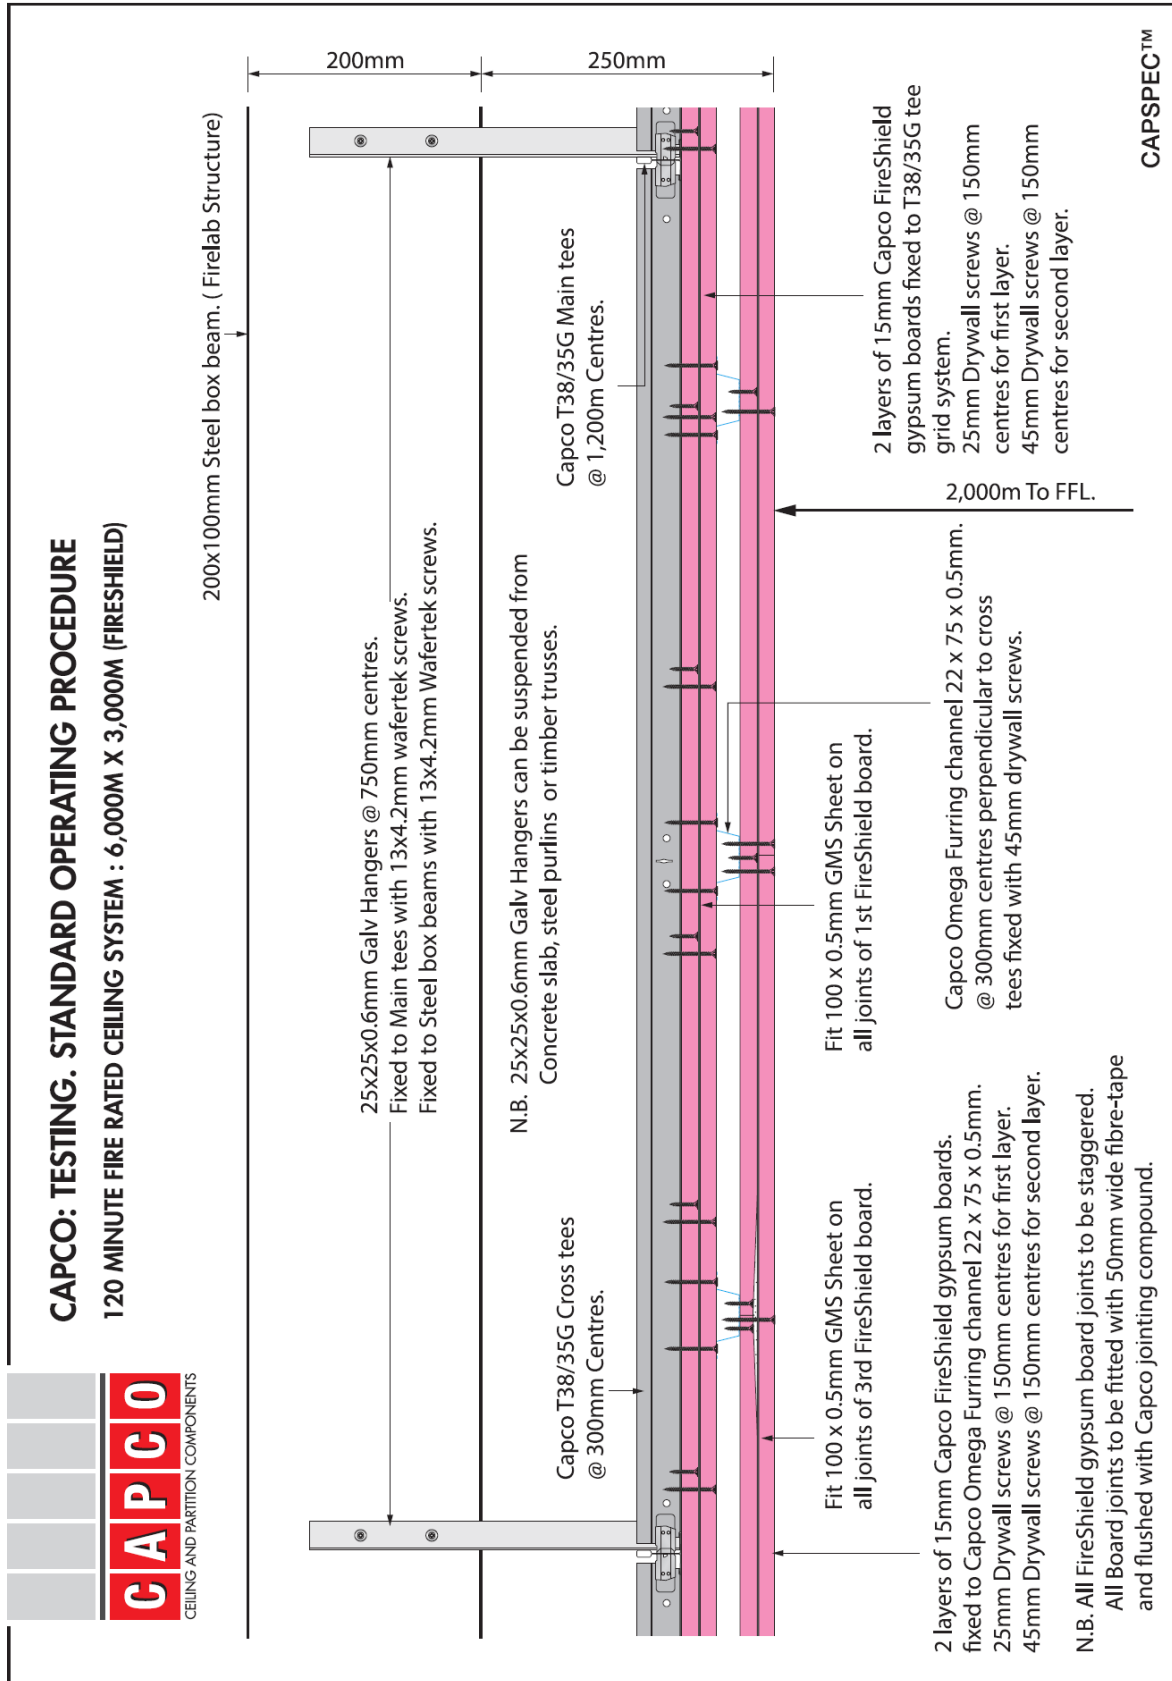 CAPCO
CEILING AND PARTITION COMPONENTS
CAPCO: TESTING. STANDARD OPERATING PROCEDURE
120 MINUTE FIRE RATED CEILING SYSTEM : 6,000M X 3,000M (FIRESHIELD)
200x100mm Steel box beam. ( Firelab Structure)
200mm
250mm
25x25x0.6mm Galv Hangers @ 750mm centres.
Fixed to Main tees with 13x4.2mm wafertek screws.
Fixed to Steel box beams with 13x4.2mm Wafertek screws.
N.B. 25x25x0.6mm Galv Hangers can be suspended from
Concrete slab, steel purlins or timber trusses.
Capco T38/35G Cross tees
@ 300mm Centres.
Capco T38/35G Main tees
@ 1,200m Centres.
Fit 100 x 0.5mm GMS Sheet on
all joints of 3rd FireShield board.
Fit 100 x 0.5mm GMS Sheet on
all joints of 1st FireShield board.
2 layers of 15mm Capco FireShield
gypsum boards fixed to T38/35G tee
grid system.
25mm Drywall screws @ 150mm
centres for first layer.
45mm Drywall screws @ 150mm
centres for second layer.
2 layers of 15mm Capco FireShield gypsum boards.
fixed to Capco Omega Furring channel 22 x 75 x 0.5mm.
25mm Drywall screws @ 150mm centres for first layer.
45mm Drywall screws @ 150mm centres for second layer.
Capco Omega Furring channel 22 x 75 x 0.5mm.
@ 300mm centres perpendicular to cross
tees fixed with 45mm drywall screws.
2,000m To FFL.
N.B. All FireShield gypsum board joints to be staggered.
All Board joints to be fitted with 50mm wide fibre-tape
and flushed with Capco jointing compound.
CAPSPEC™